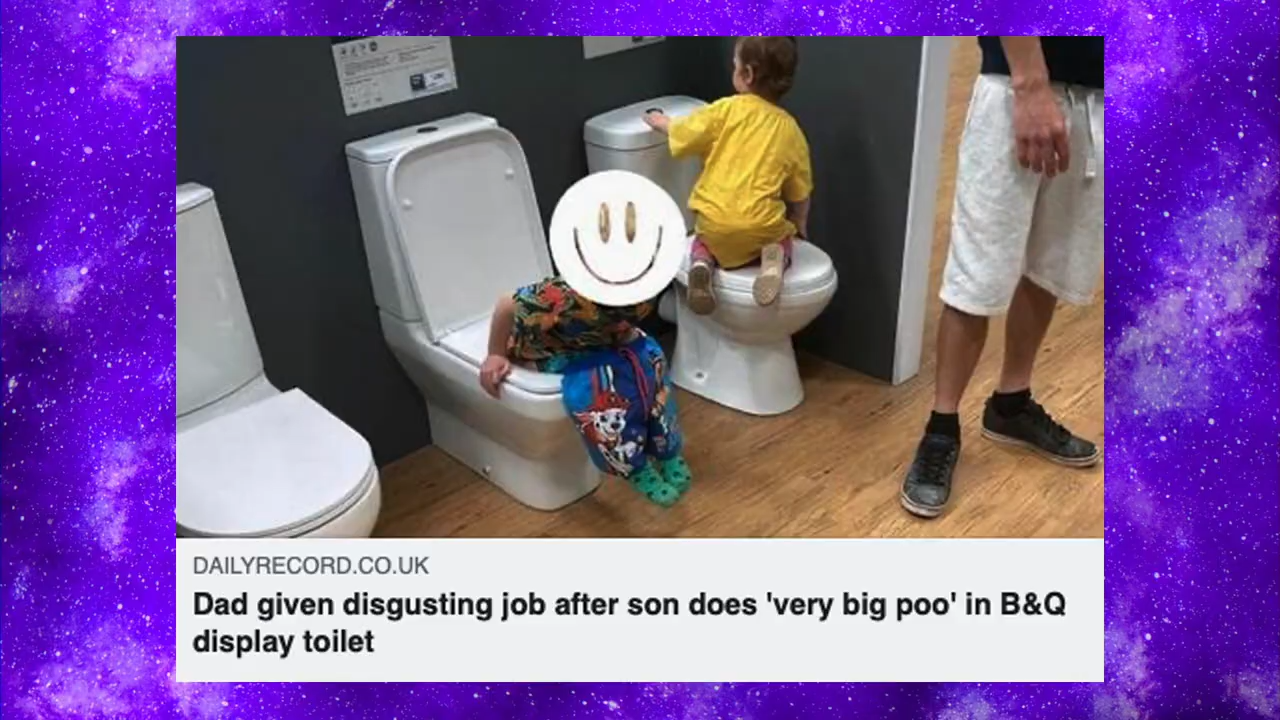 DAILYRECORD.CO.UK
Dad given disgusting job after son does 'very big poo' in B&Q
display toilet